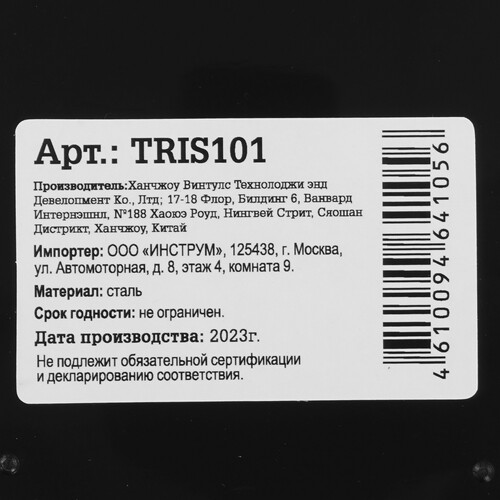 Арт.: TRIS101
Производитель:Ханчжоу Винтулс Технолоджи энд
Девелопмент Ко., Лтд; 17-18 Флор, Билдинг 6, Ванвард
Интернэшнл, №188 Хаоюэ Роуд, Нингвей Стрит, Сяошан
Дистрикт, Ханчжоу, Китай
Импортер: ООО «ИНСТРУМ», 125438, г. Москва,
ул. Автомоторная, д. 8, этаж 4, комната 9.
Материал: сталь
Срок годности: не ограничен.
Дата производства: 2023г.
Не подлежит обязательной сертификации
и декларированию соответствия.
4610094641056